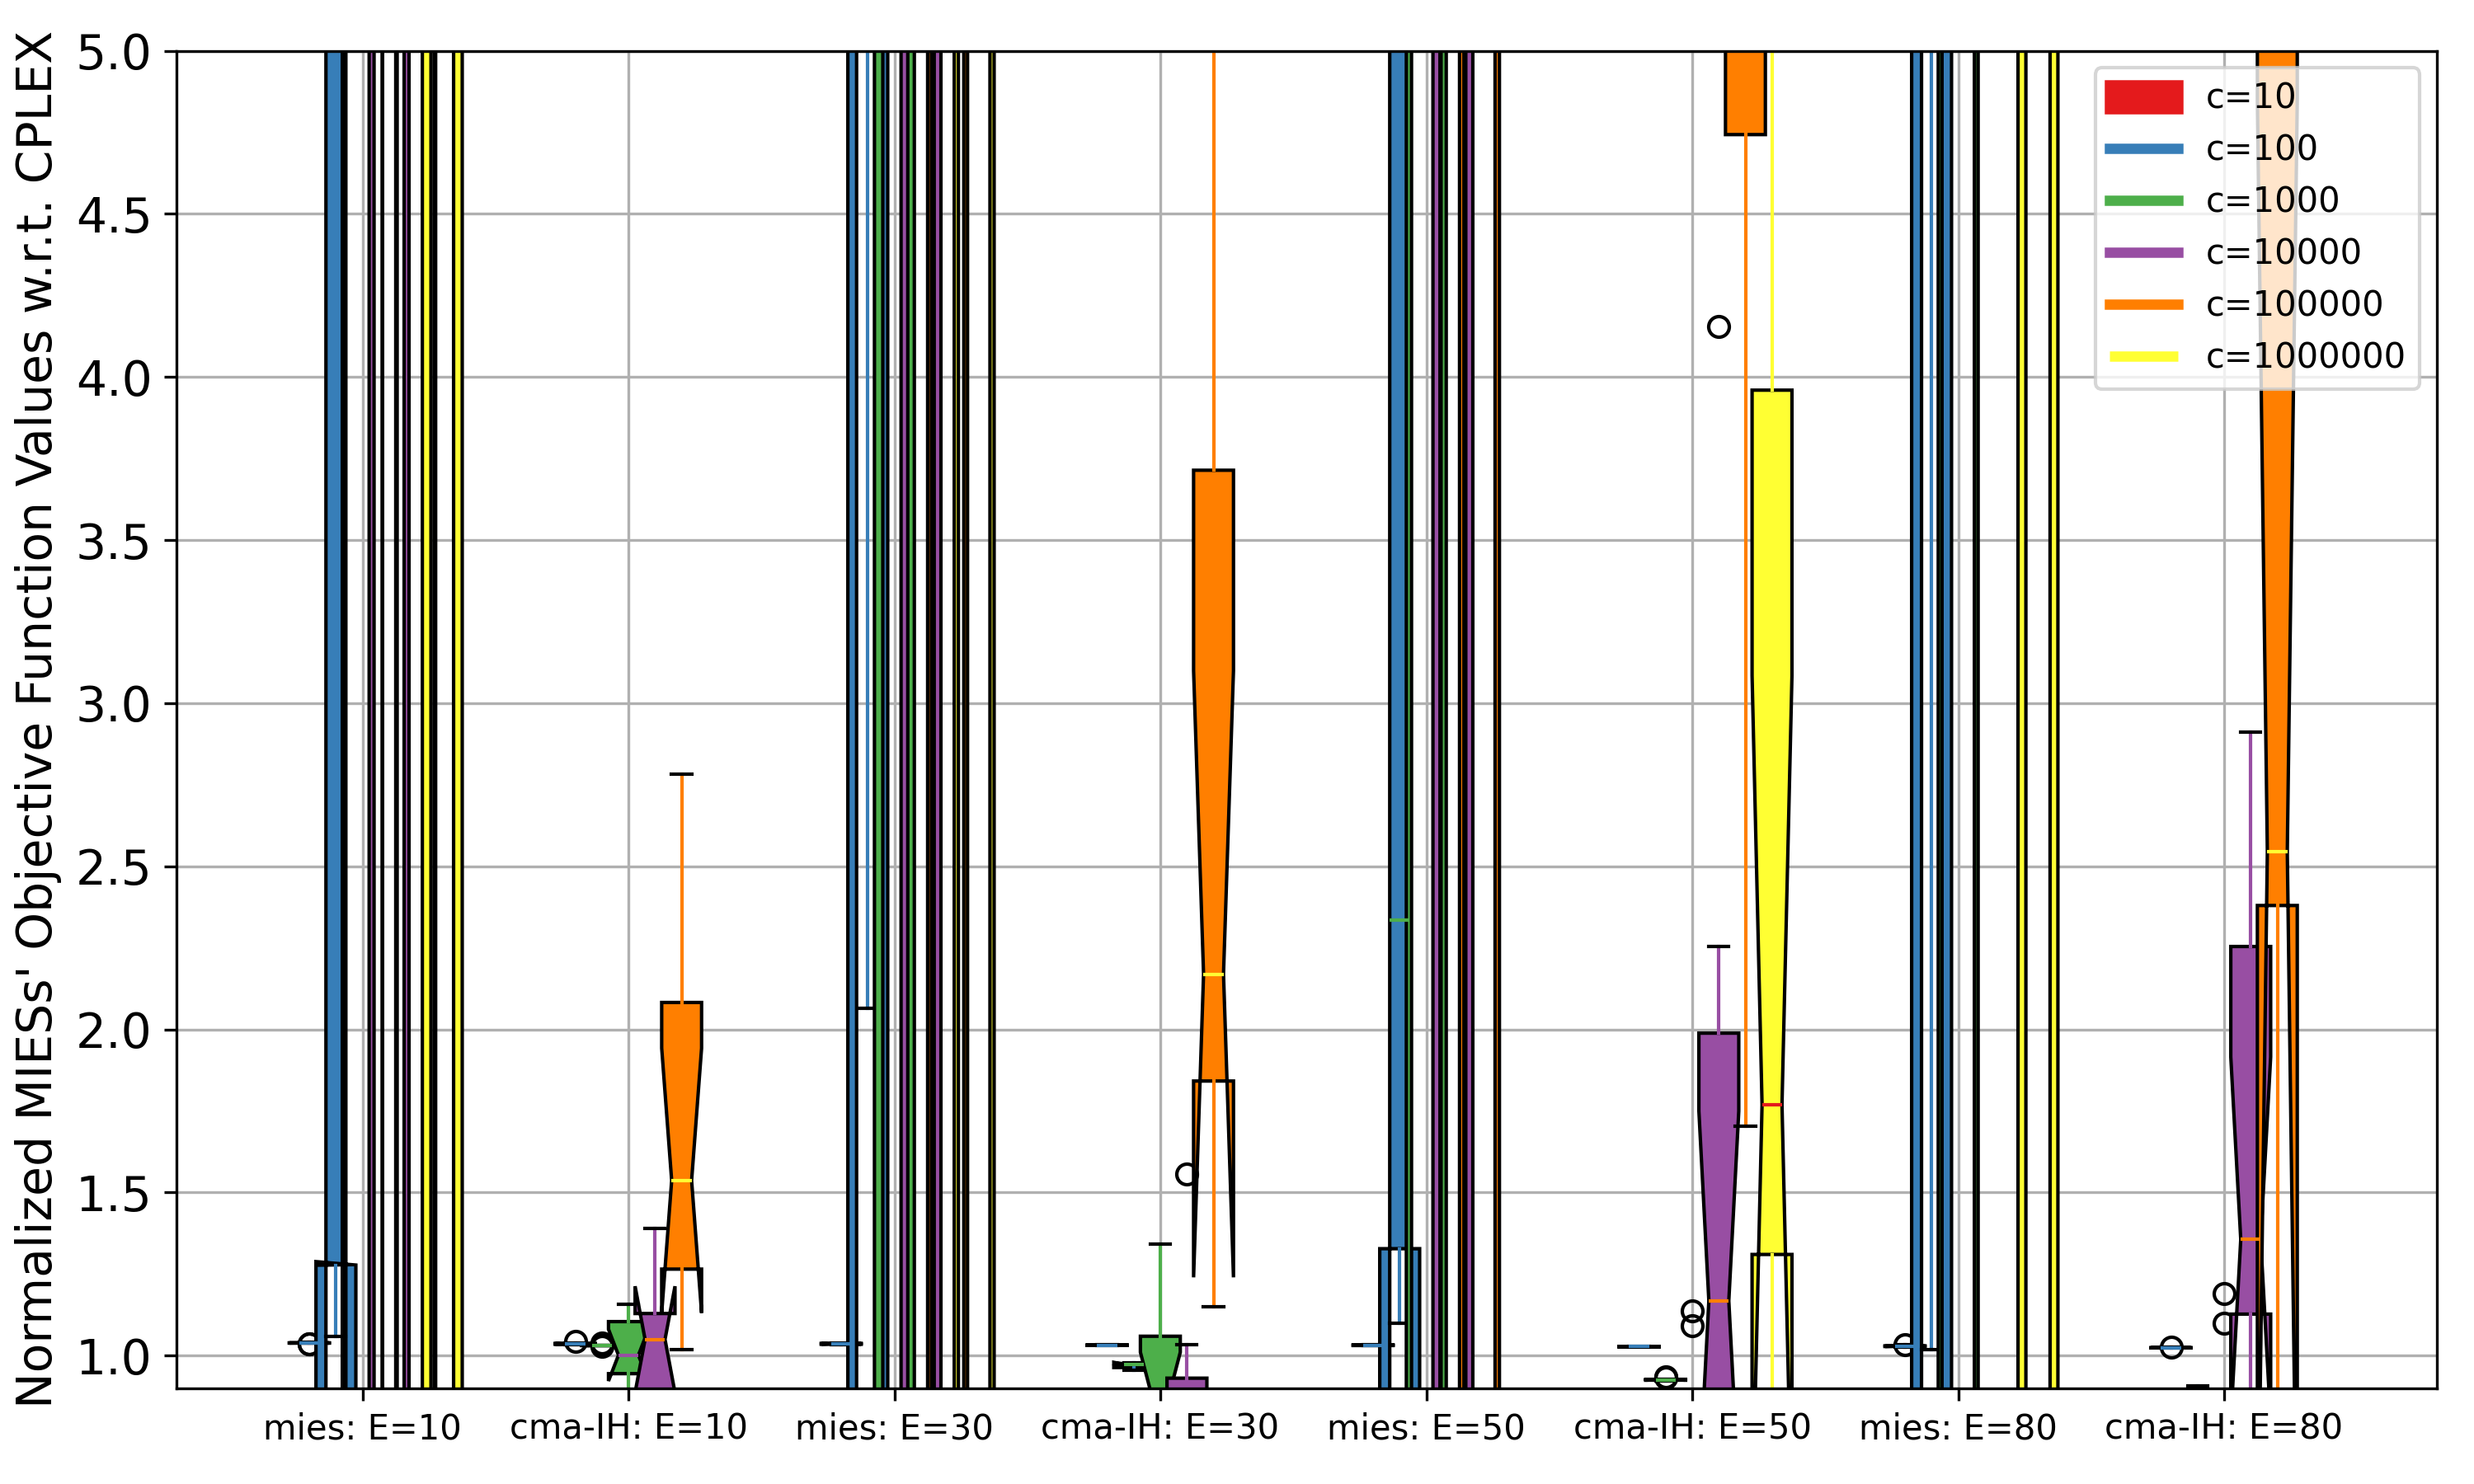 Normalized MIESs' Objective Function Values w.r.t. CPLEX
5.0
4.5
4.0
3.5
3.0
2.5
2.0
1.5
1.0
c=10
c=100
c=1000
c=10000
c=100000
c=1000000
mies: E=10 cma-IH: E=10 mies: E=30 cma-IH: E=30 mies: E=50 cma-IH: E=50 mies: E=80 cma-IH: E=80